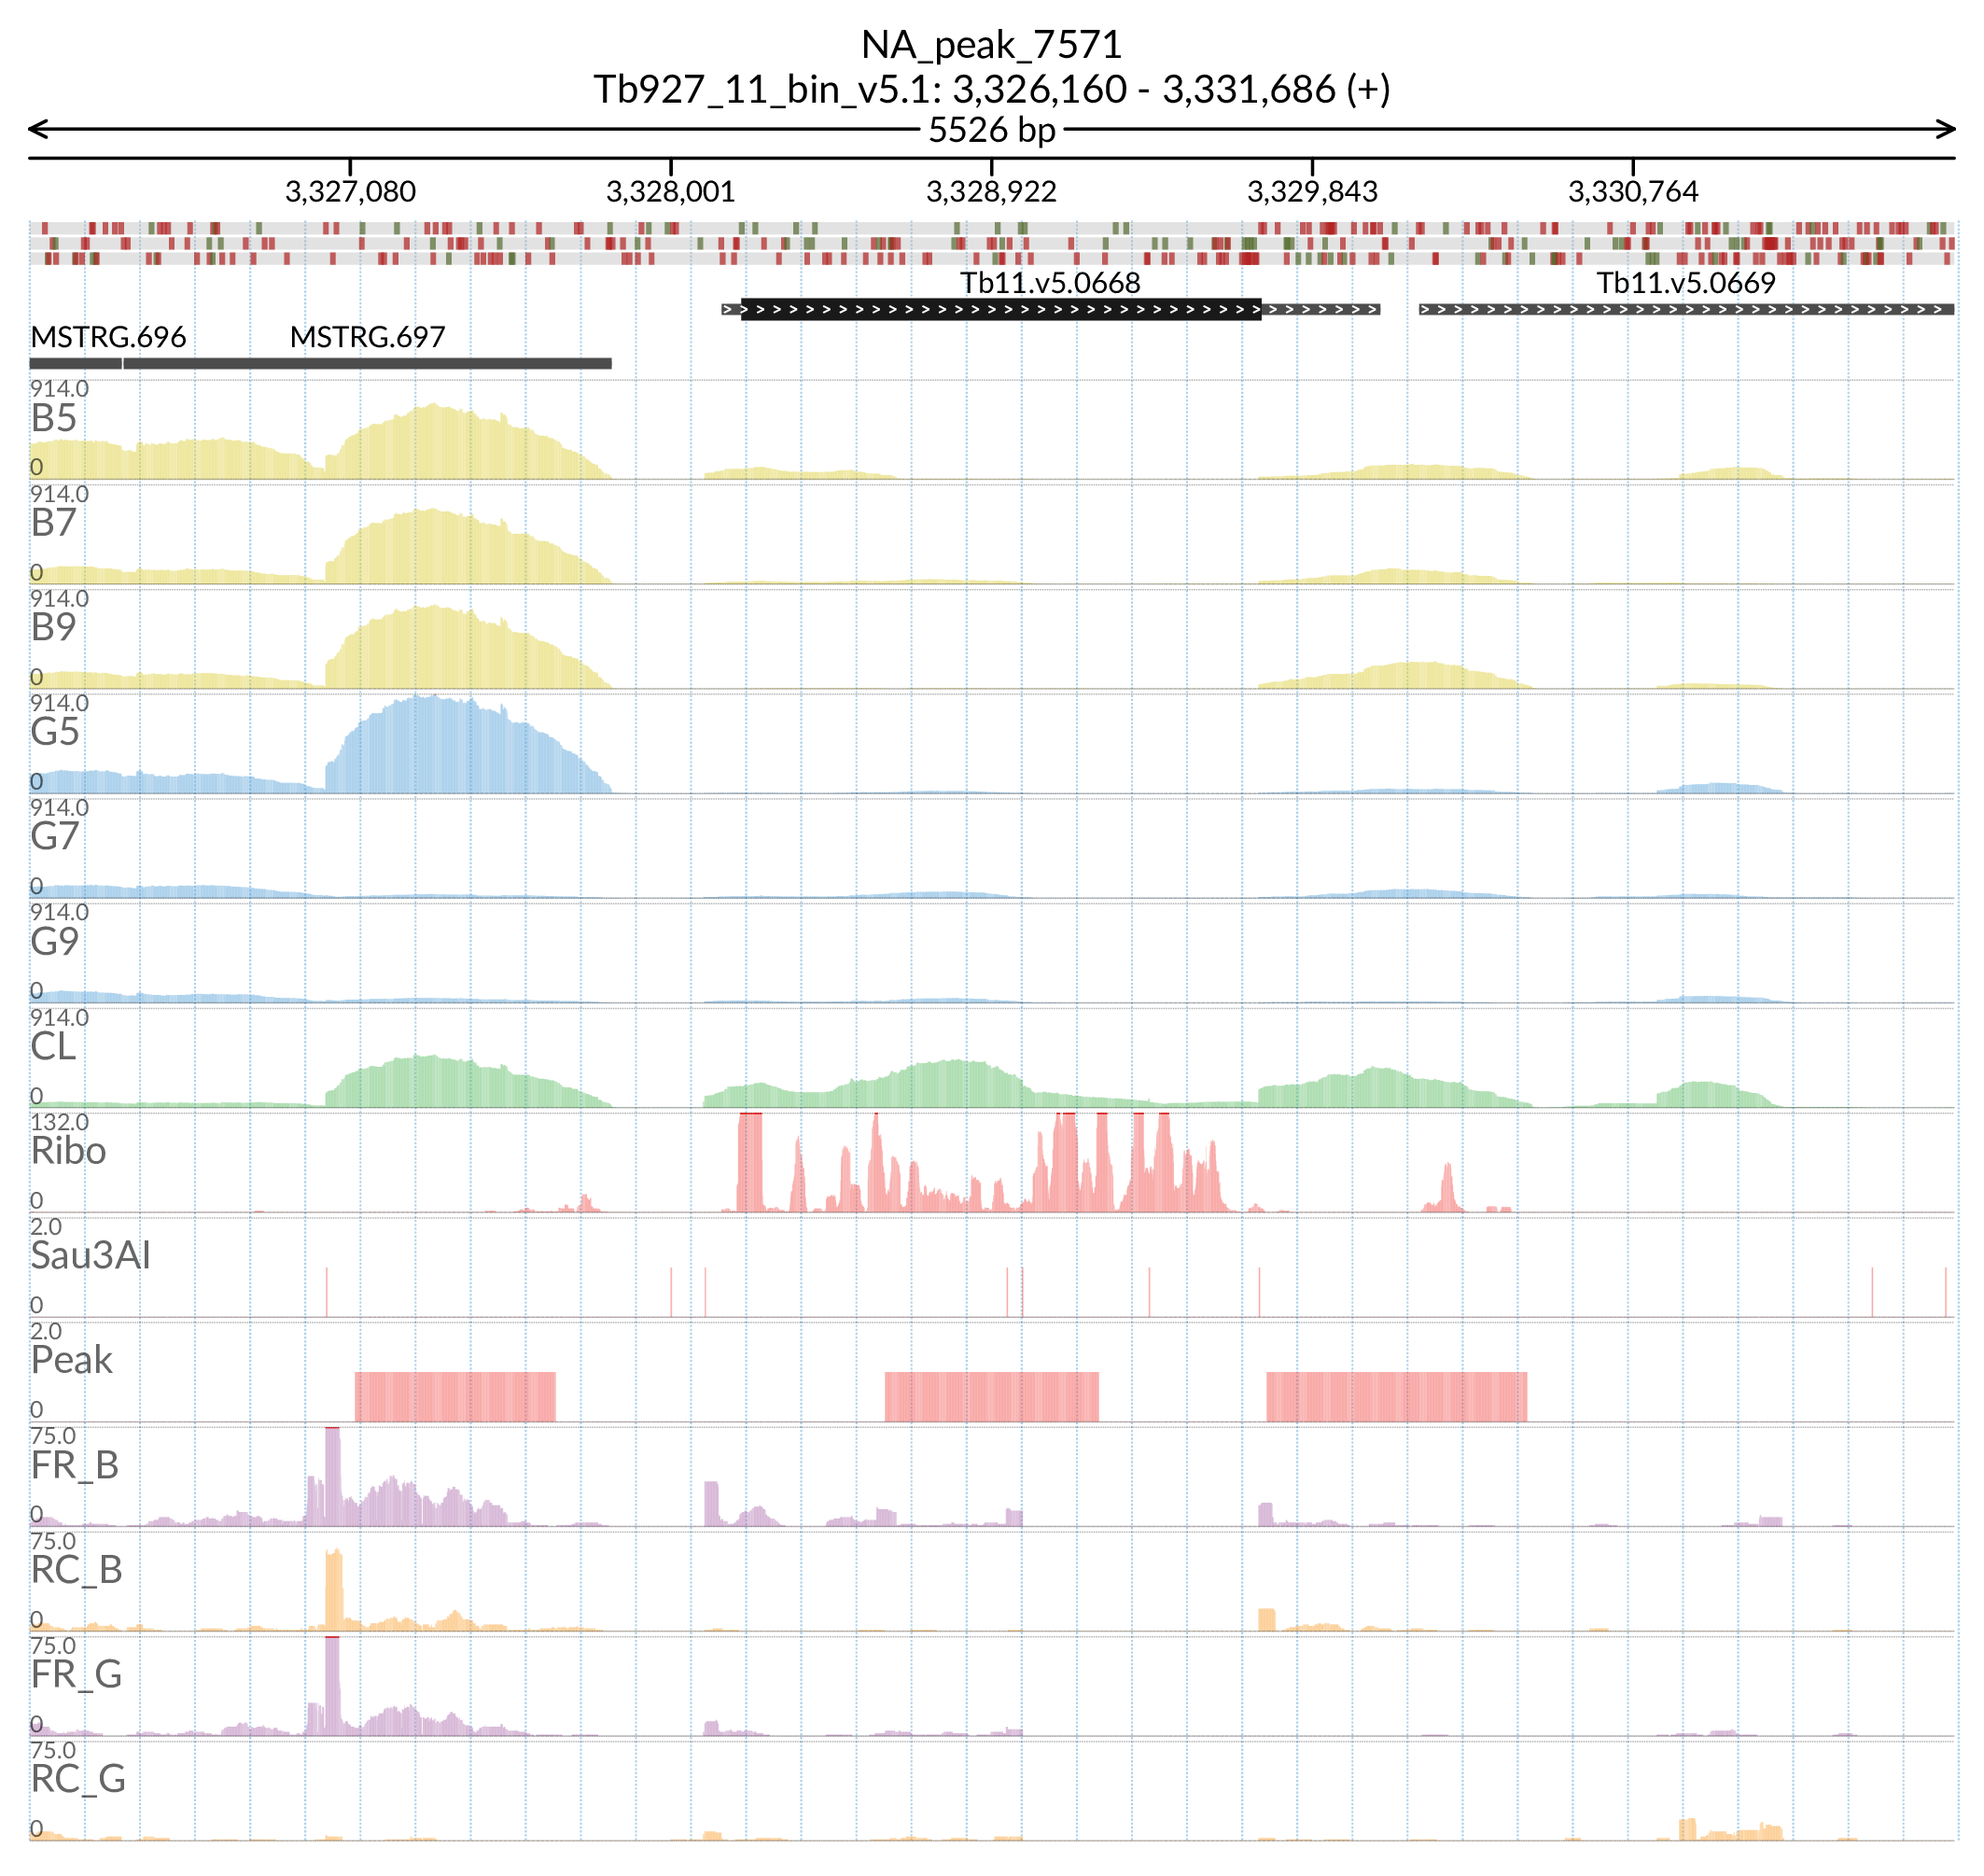 NA_peak_7571
Tb927_11_bin_v5.1: 3,326,160 - 3,331,686 (+)
5526 bp
3,327,080 3,328,001 3,328,922 3,329,843 3,330,764
Tb11.v5.0668 Tb11.v5.0669
MSTRG.696 MSTRG.697
914.0
B5
0
914.0
B7
0
914.0
B9
0
914.0
G5
0
914.0
G7
0
914.0
G9
0
914.0
CL
0
132.0
Ribo
0
2.0
Sau3AI
0
2.0
Peak
0
75.0
FR_B
0
75.0
RC_B
0
75.0
FR_G
0
75.0
RC_G
0